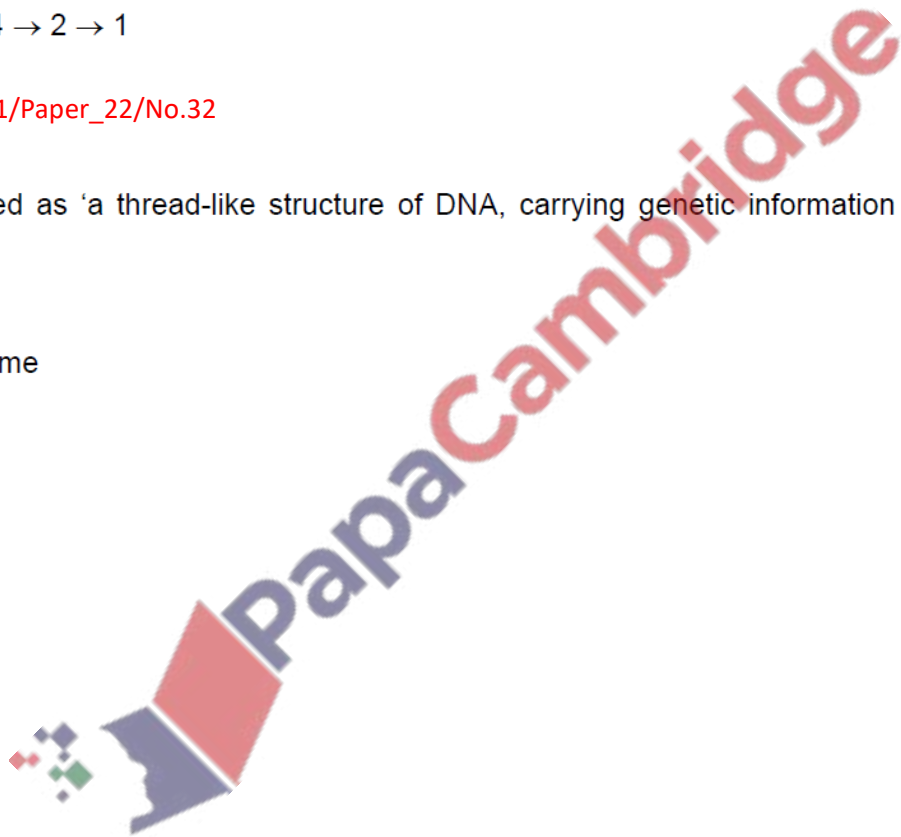 → 2 → 1
1/Paper_22/No.32
ed as ‘a thread-like structure of DNA, carrying genetic information
me
PapaCambridge